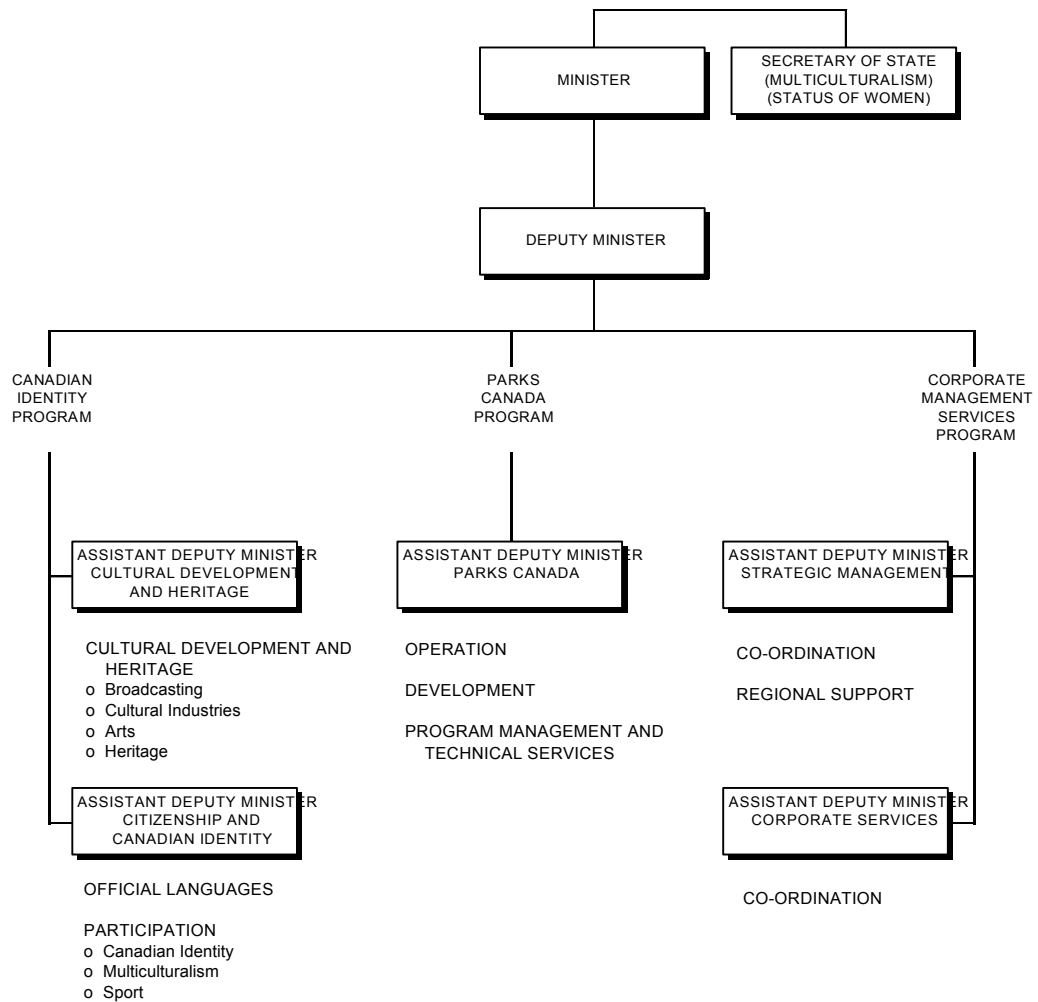 MINISTER
SECRETARY OF STATE
(MULTICULTURALISM)
(STATUS OF WOMEN)
DEPUTY MINISTER
CANADIAN
IDENTITY
PROGRAM
PARKS
CANADA
PROGRAM
CORPORATE
MANAGEMENT
SERVICES
PROGRAM
ASSISTANT DEPUTY MINISTER
CULTURAL DEVELOPMENT
AND HERITAGE
CULTURAL DEVELOPMENT AND
HERITAGE
o Broadcasting
o Cultural Industries
o Arts
o Heritage
ASSISTANT DEPUTY MINISTER
CITIZENSHIP AND
CANADIAN IDENTITY
OFFICIAL LANGUAGES
PARTICIPATION
o Canadian Identity
o Multiculturalism
o Sport
ASSISTANT DEPUTY MINISTER
PARKS CANADA
OPERATION
DEVELOPMENT
PROGRAM MANAGEMENT AND
TECHNICAL SERVICES
ASSISTANT DEPUTY MINISTER
STRATEGIC MANAGEMENT
CO-ORDINATION
REGIONAL SUPPORT
ASSISTANT DEPUTY MINISTER
CORPORATE SERVICES
CO-ORDINATION